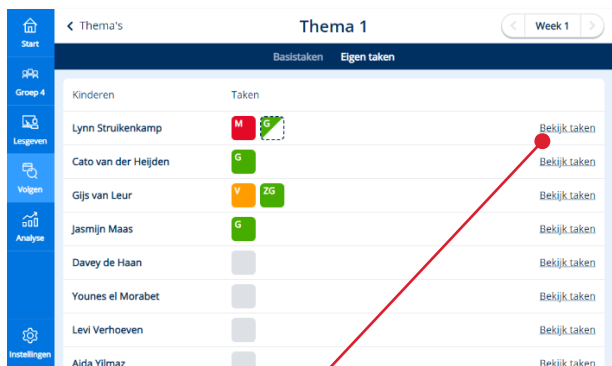 Start
Groep 4
Lesgeven
Volgen
Analyse
Instellingen
Thema's
Thema 1
Week 1
Basistaken Eigen taken
Kinderen Taken
Lynn Struikenkamp M G Bekijk taken
Cato van der Heijden G Bekijk taken
Gijs van Leur V ZG Bekijk taken
Jasmijn Maas G Bekijk taken
Davey de Haan Bekijk taken
Younes el Morabet Bekijk taken
Levi Verhoeven Bekijk taken
Aida Yilmaz Bekijk taken